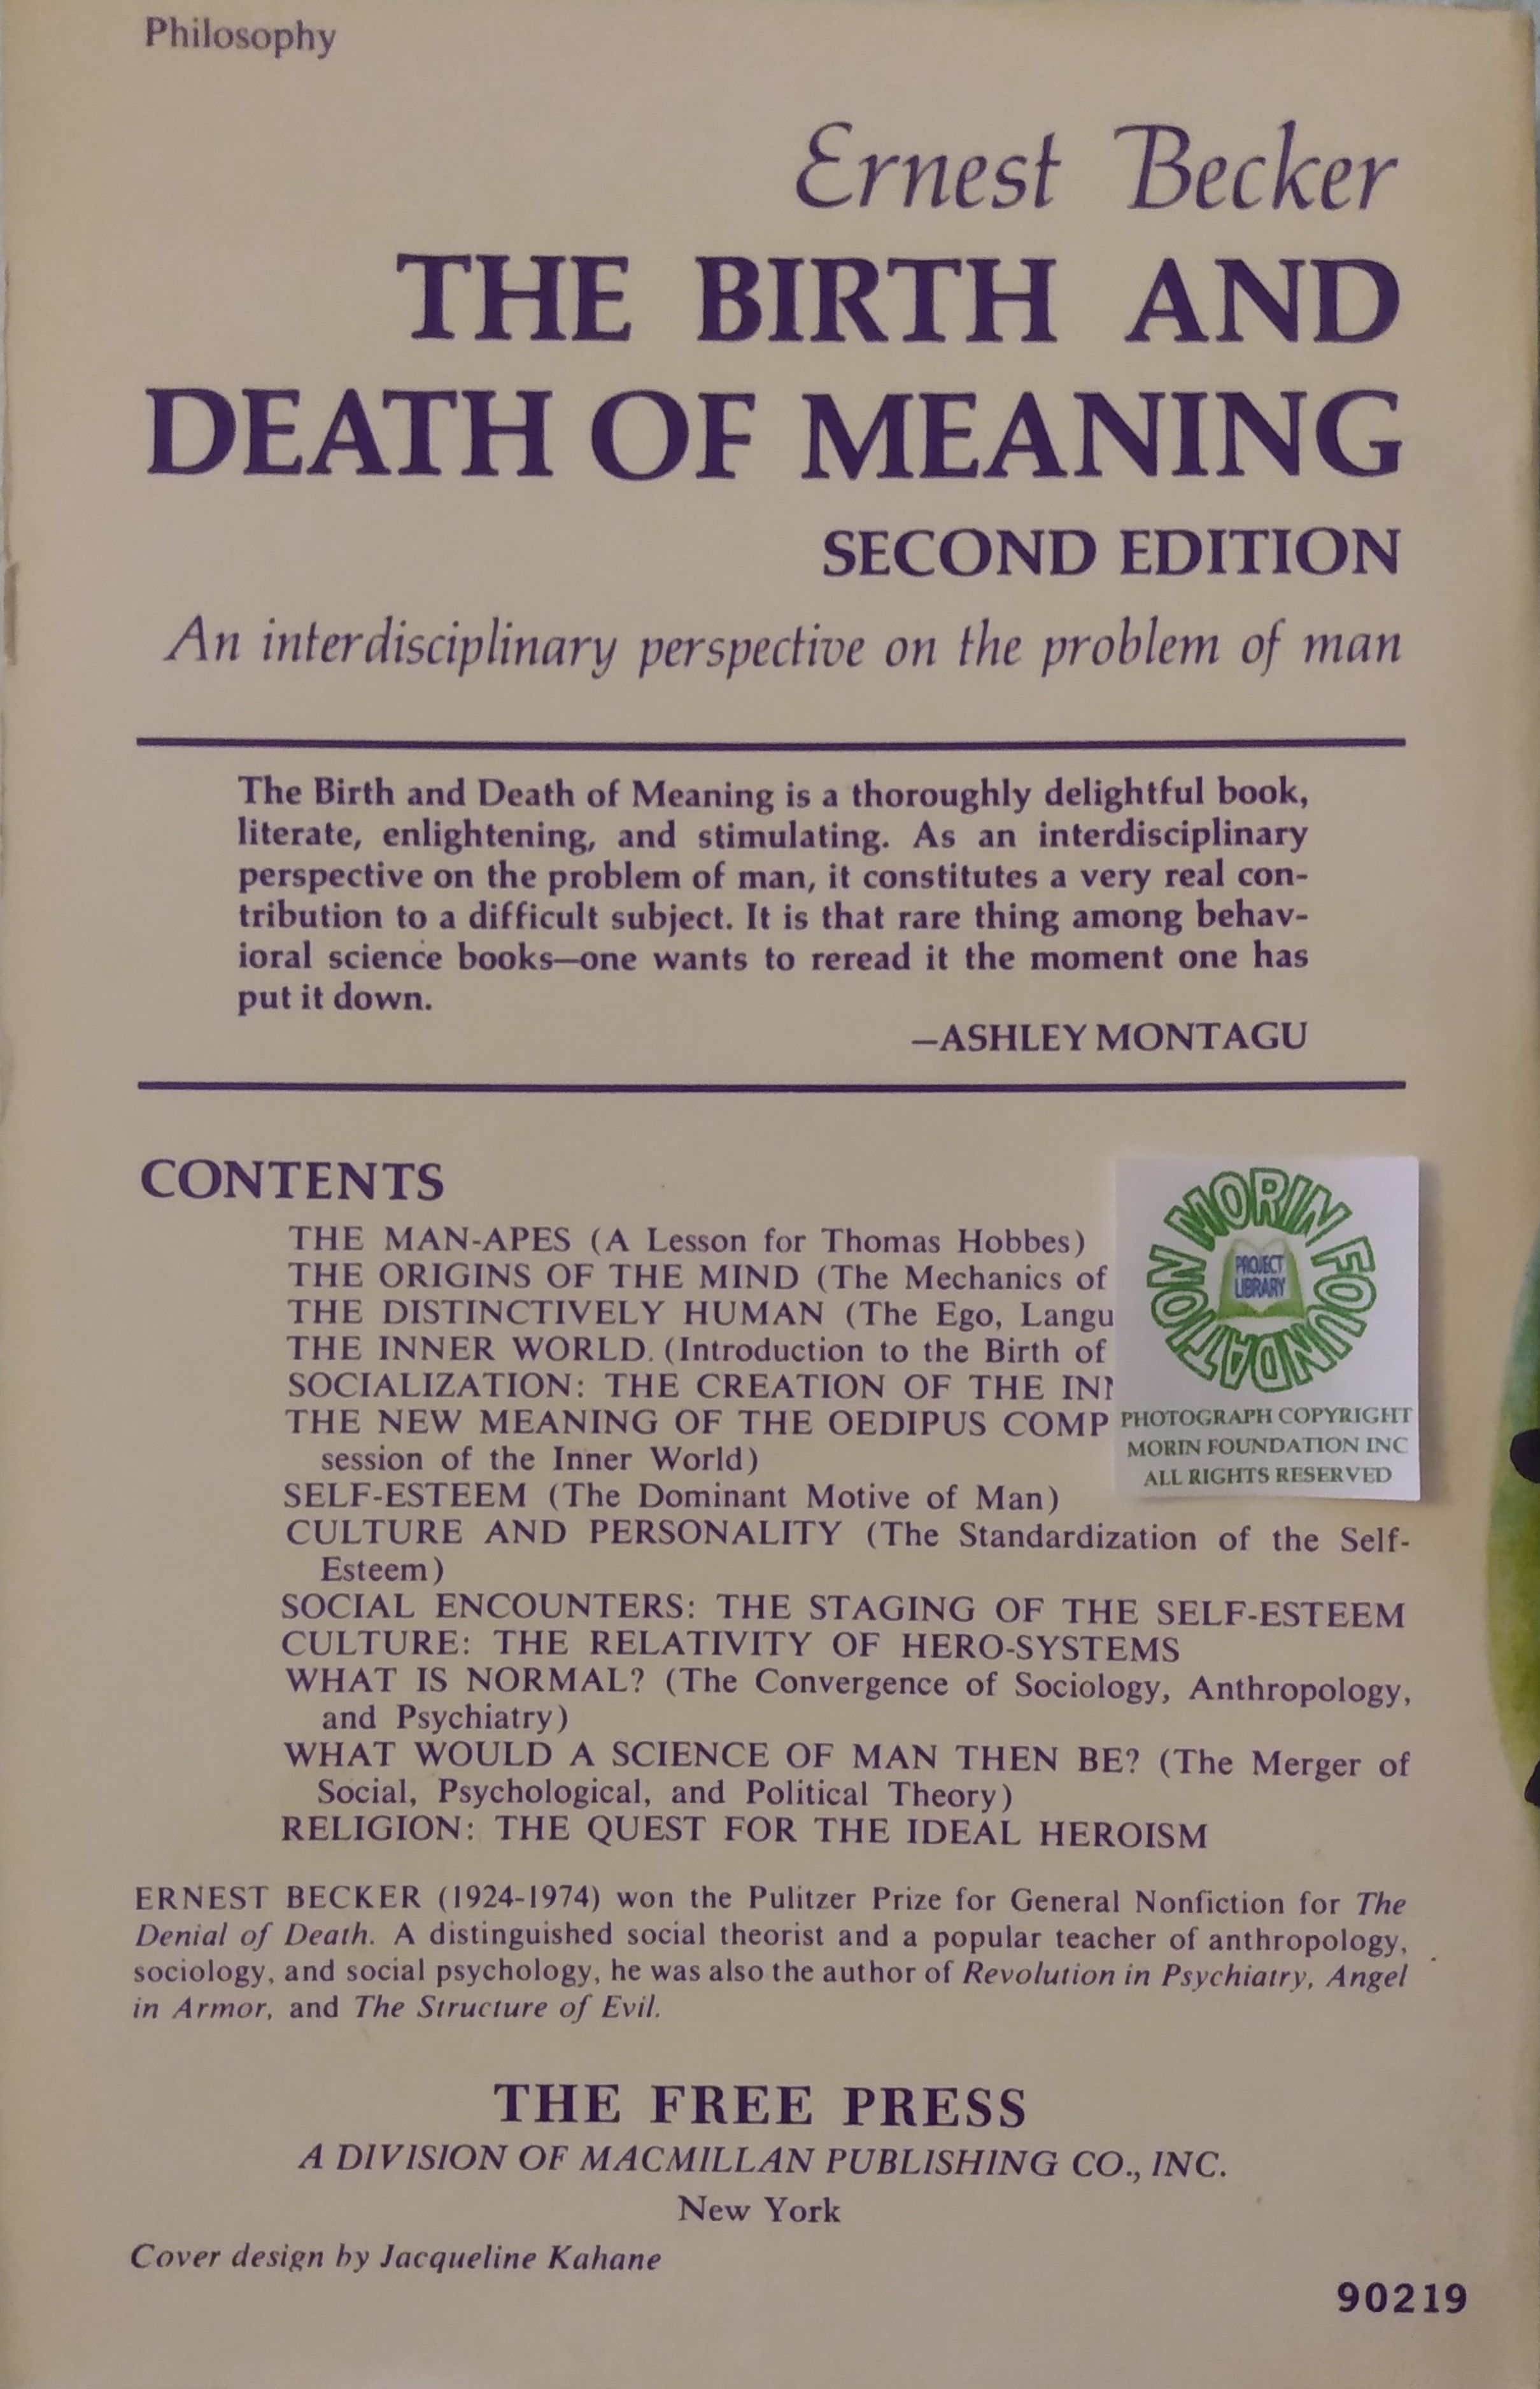 Philosophy
Ernest Becker
THE BIRTH AND
DEATH OF MEANING
SECOND EDITION
An interdisciplinary perspective on the problem of man
The Birth and Death of Meaning is a thoroughly delightful book,
literate, enlightening, and stimulating. As an interdisciplinary
perspective on the problem of man, it constitutes a very real con-
tribution to a difficult subject. It is that rare thing among behav-
ioral science books—one wants to reread it the moment one has
put it down.
—ASHLEY MONTAGU
CONTENTS
THE MAN-APES (A Lesson for Thomas Hobbes)
THE ORIGINS OF THE MIND (The Mechanics of
THE DISTINCTIVELY HUMAN (The Ego, Langu
THE INNER WORLD. (Introduction to the Birth of
SOCIALIZATION: THE CREATION OF THE
THE NEW MEANING OF THE OEDIPUS COMP
session of the Inner World)
SELF-ESTEEM (The Dominant Motive of Man)
CULTURE AND PERSONALITY (The Standardization of the Self-
Esteem)
SOCIAL ENCOUNTERS: THE STAGING OF THE SELF-ESTEEM
CULTURE: THE RELATIVITY OF HERO-SYSTEMS
WHAT IS NORMAL? (The Convergence of Sociology, Anthropology,
and Psychiatry)
WHAT WOULD A SCIENCE OF MAN THEN BE? (The Merger of
Social, Psychological, and Political Theory)
RELIGION: THE QUEST FOR THE IDEAL HEROISM
MORIN FOUNDATION
PROJECT
LIBRARY
PHOTOGRAPH COPYRIGHT
MORIN FOUNDATION INC
ALL RIGHTS RESERVED
ERNEST BECKER (1924-1974) won the Pulitzer Prize for General Nonfiction for The
Denial of Death. A distinguished social theorist and a popular teacher of anthropology,
sociology, and social psychology, he was also the author of Revolution in Psychiatry, Angel
in Armor, and The Structure of Evil.
THE FREE PRESS
A DIVISION OF MACMILLAN PUBLISHING CO., INC.
New York
Cover design by Jacqueline Kahane
90219